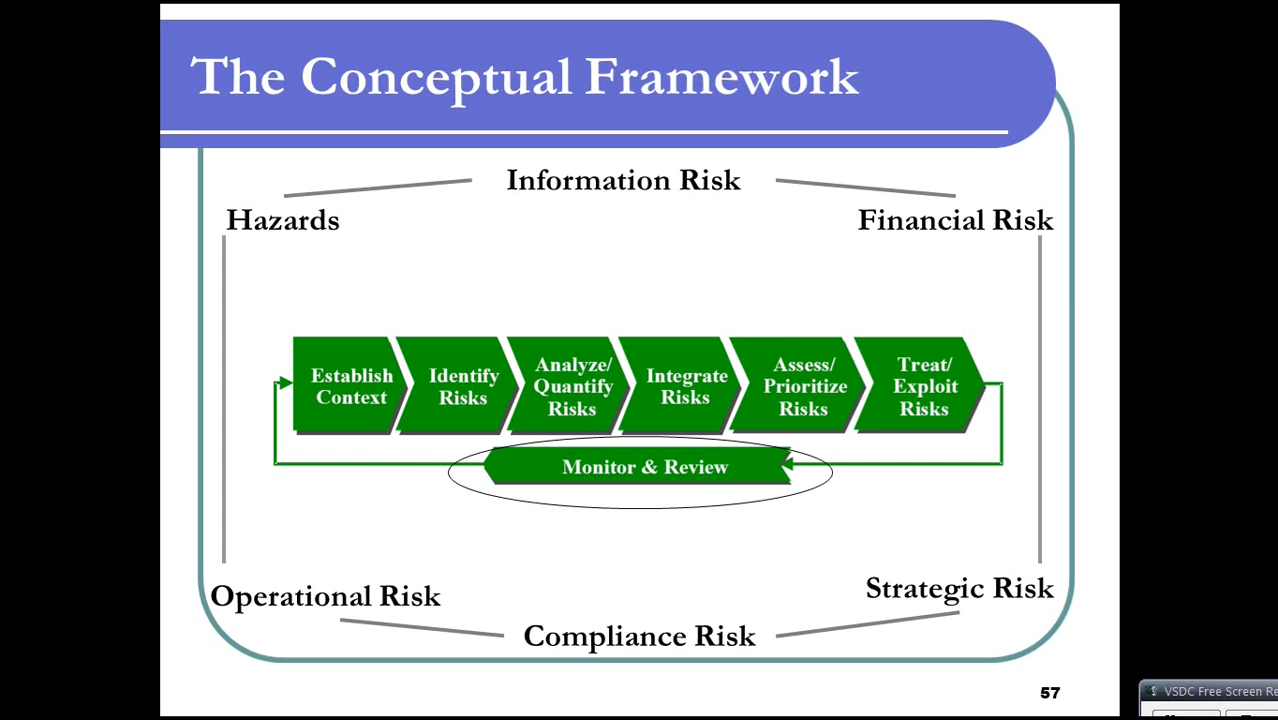 The Conceptual Framework
Information Risk
Hazards
Financial Risk
Establish
Context
Identify
Risks
Analyze/
Quantify
Risks
Integrate
Risks
Assess/
Prioritize
Risks
Treat/
Exploit
Risks
Monitor & Review
Operational Risk
Strategic Risk
Compliance Risk
57
VSDC Free Screen